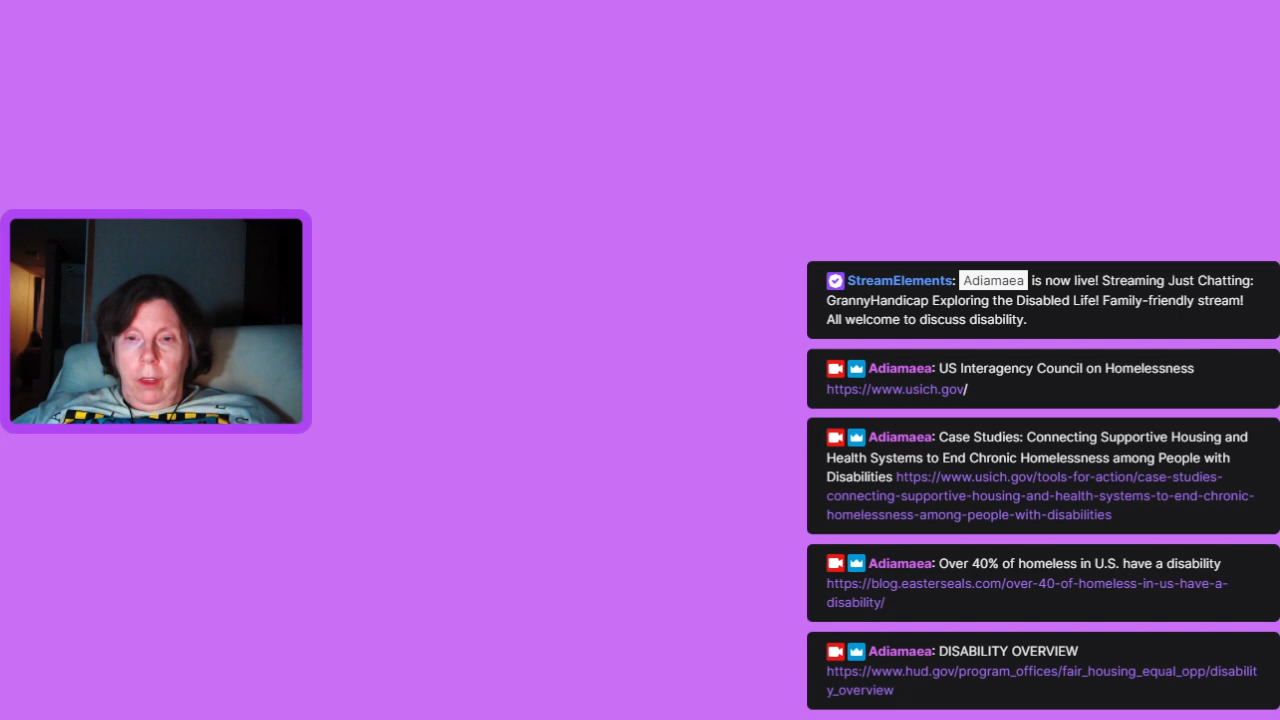 StreamElements: Adiamaea is now live! Streaming Just Chatting:
GrannyHandicap Exploring the Disabled Life! Family-friendly stream!
All welcome to discuss disability.
Adiamaea: US Interagency Council on Homelessness
https://www.usich.gov/
Adiamaea: Case Studies: Connecting Supportive Housing and
Health Systems to End Chronic Homelessness among People with
Disabilities https://www.usich.gov/tools-for-action/case-studies-
connecting-supportive-housing-and-health-systems-to-end-chronic-
homelessness-among-people-with-disabilities
Adiamaea: Over 40% of homeless in U.S. have a disability
https://blog.easterseals.com/over-40-of-homeless-in-us-have-a-
disability/
Adiamaea: DISABILITY OVERVIEW
https://www.hud.gov/program_offices/fair_housing_equal_opp/disabilit
y_overview